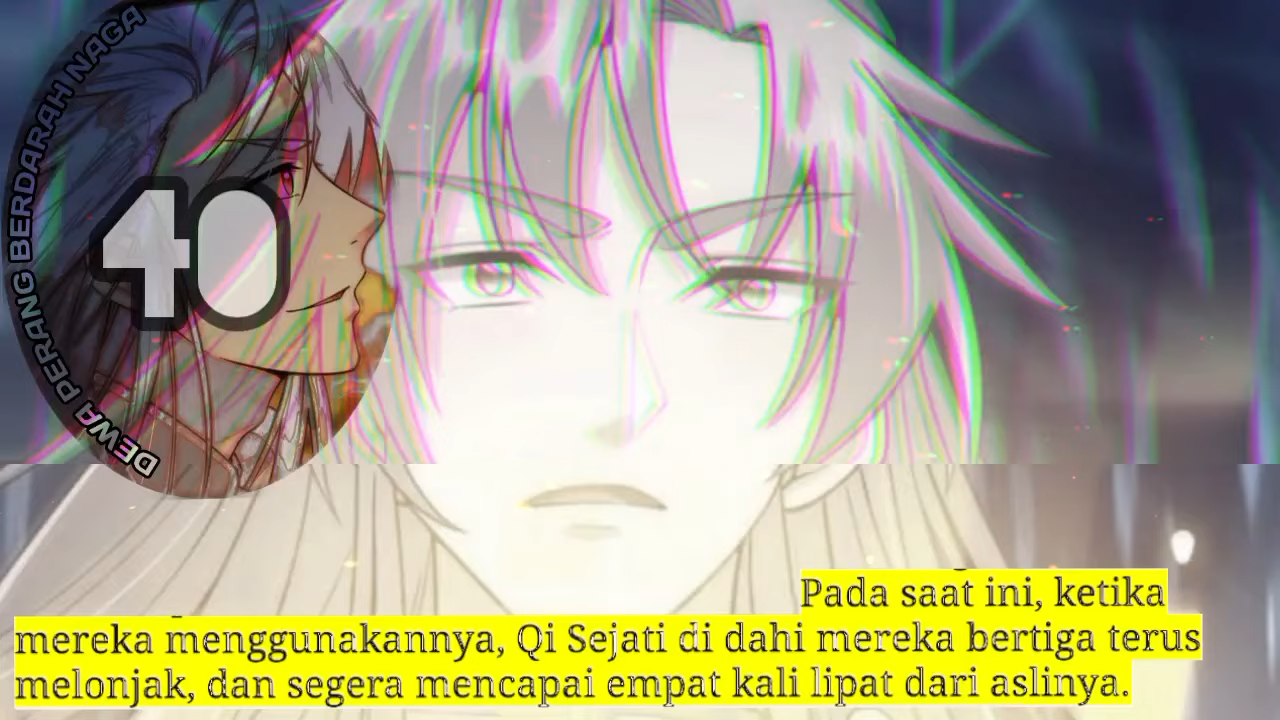 DEWA PERANG BERDARAH NAGA
40
Pada saat ini, ketika
mereka menggunakannya, Qi Sejati di dahi mereka bertiga terus
melonjak, dan segera mencapai empat kali lipat dari aslinya.